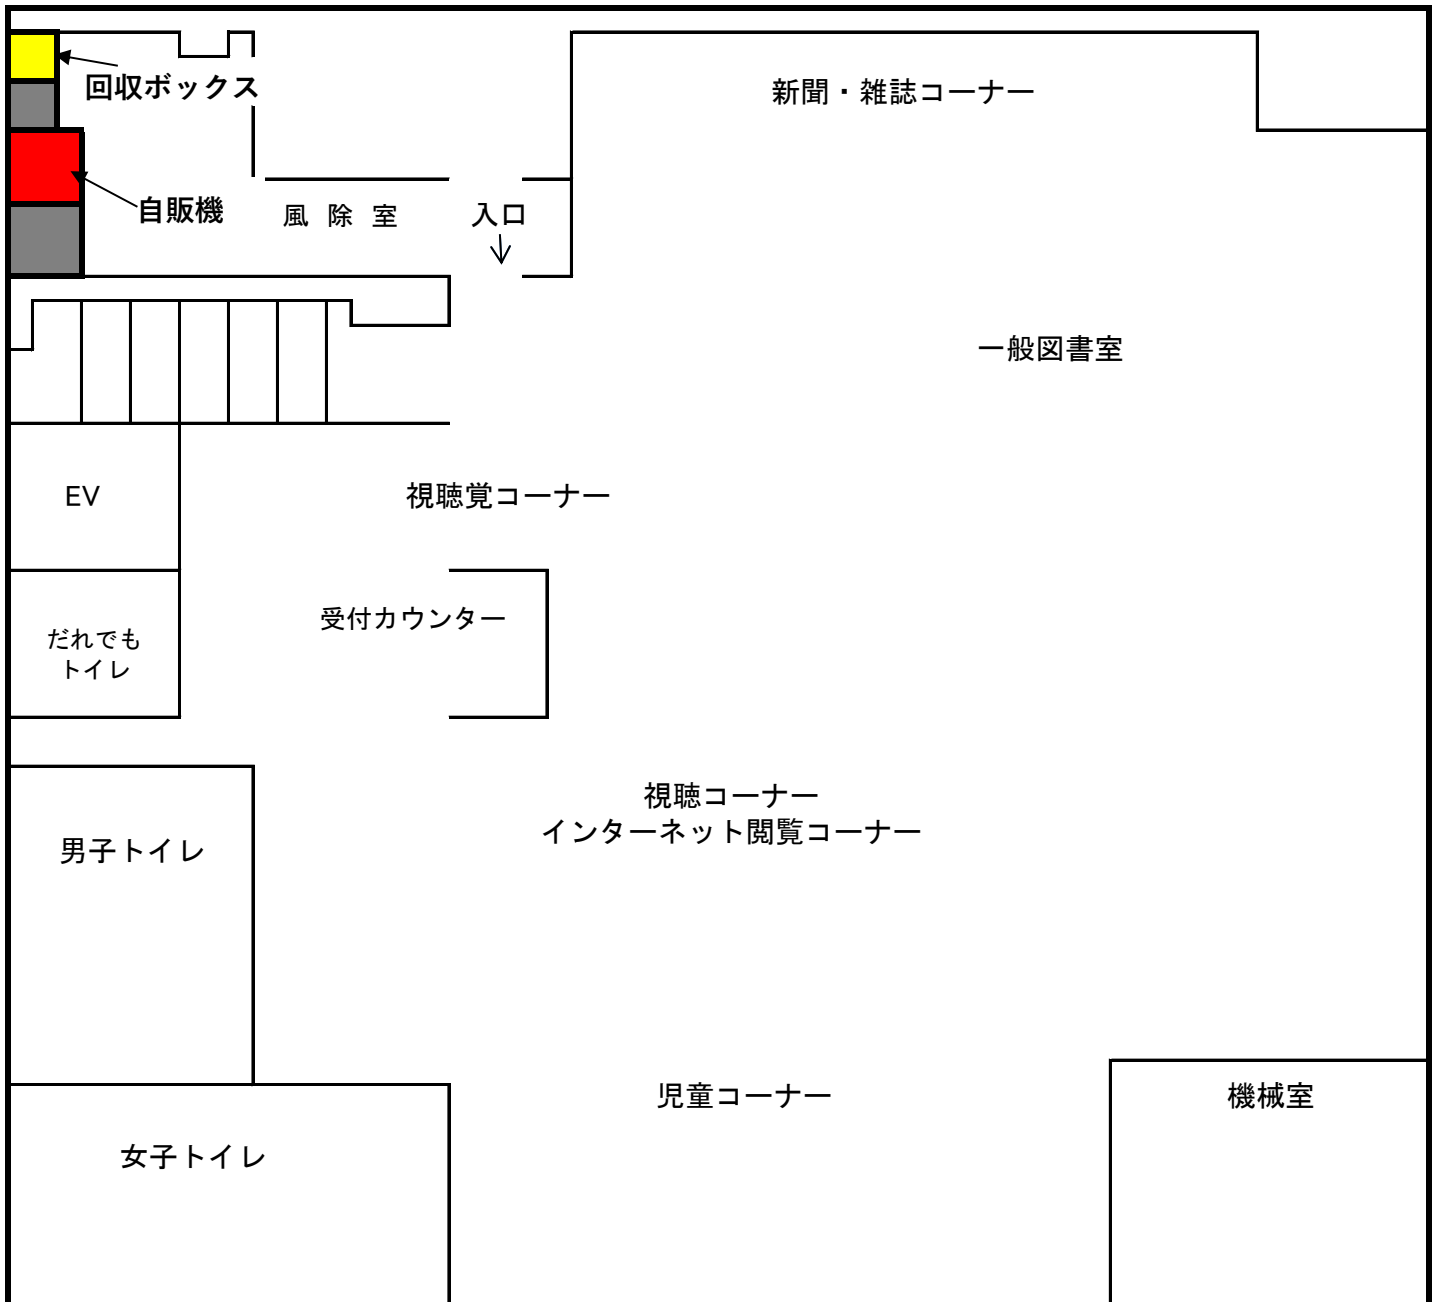 回収ボックス
新聞・雑誌コーナー
自販機
風 除 室
入口
一般図書室
EV
視聴覚コーナー
受付カウンター
だれでも
トイレ
視聴コーナー
インターネット閲覧コーナー
男子トイレ
児童コーナー
機械室
女子トイレ